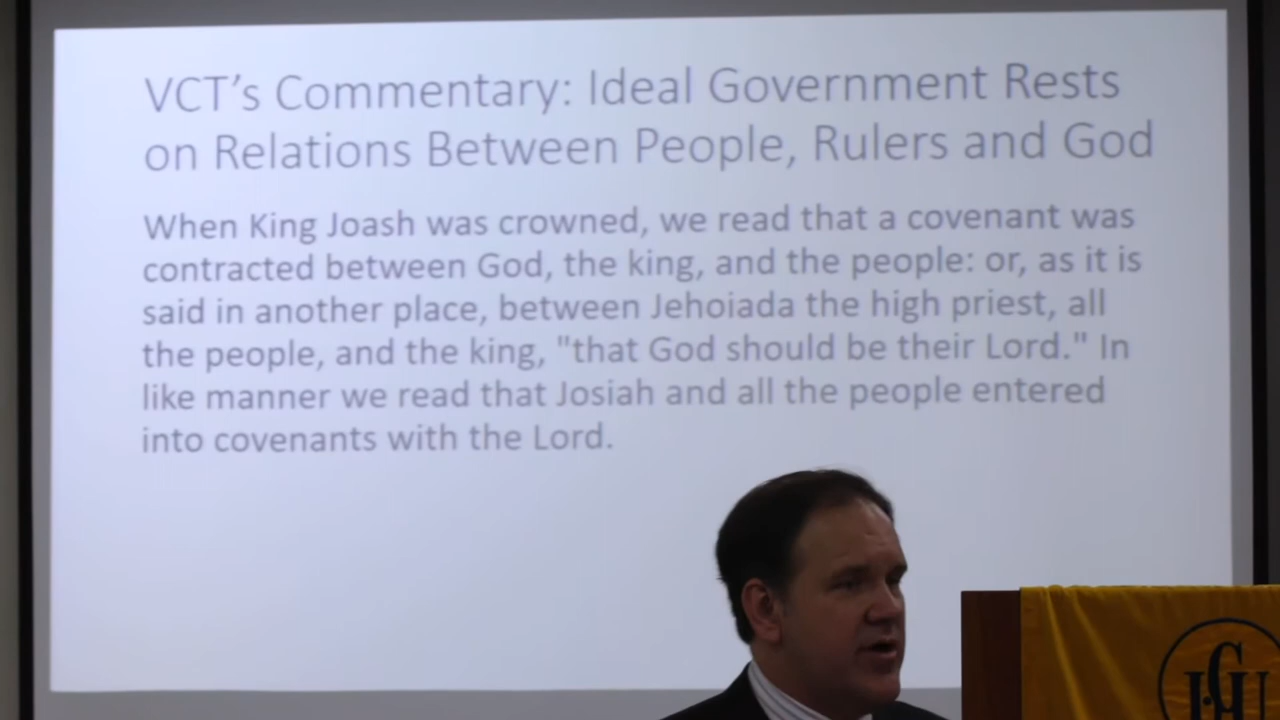 VCT's Commentary: Ideal Government Rests
on Relations Between People, Rulers and God
When King Joash was crowned, we read that a covenant was
contracted between God, the king, and the people: or, as it is
said in another place, between Jehoiada the high priest, all
the people, and the king, "that God should be their Lord." In
like manner we read that Josiah and all the people entered
into covenants with the Lord.